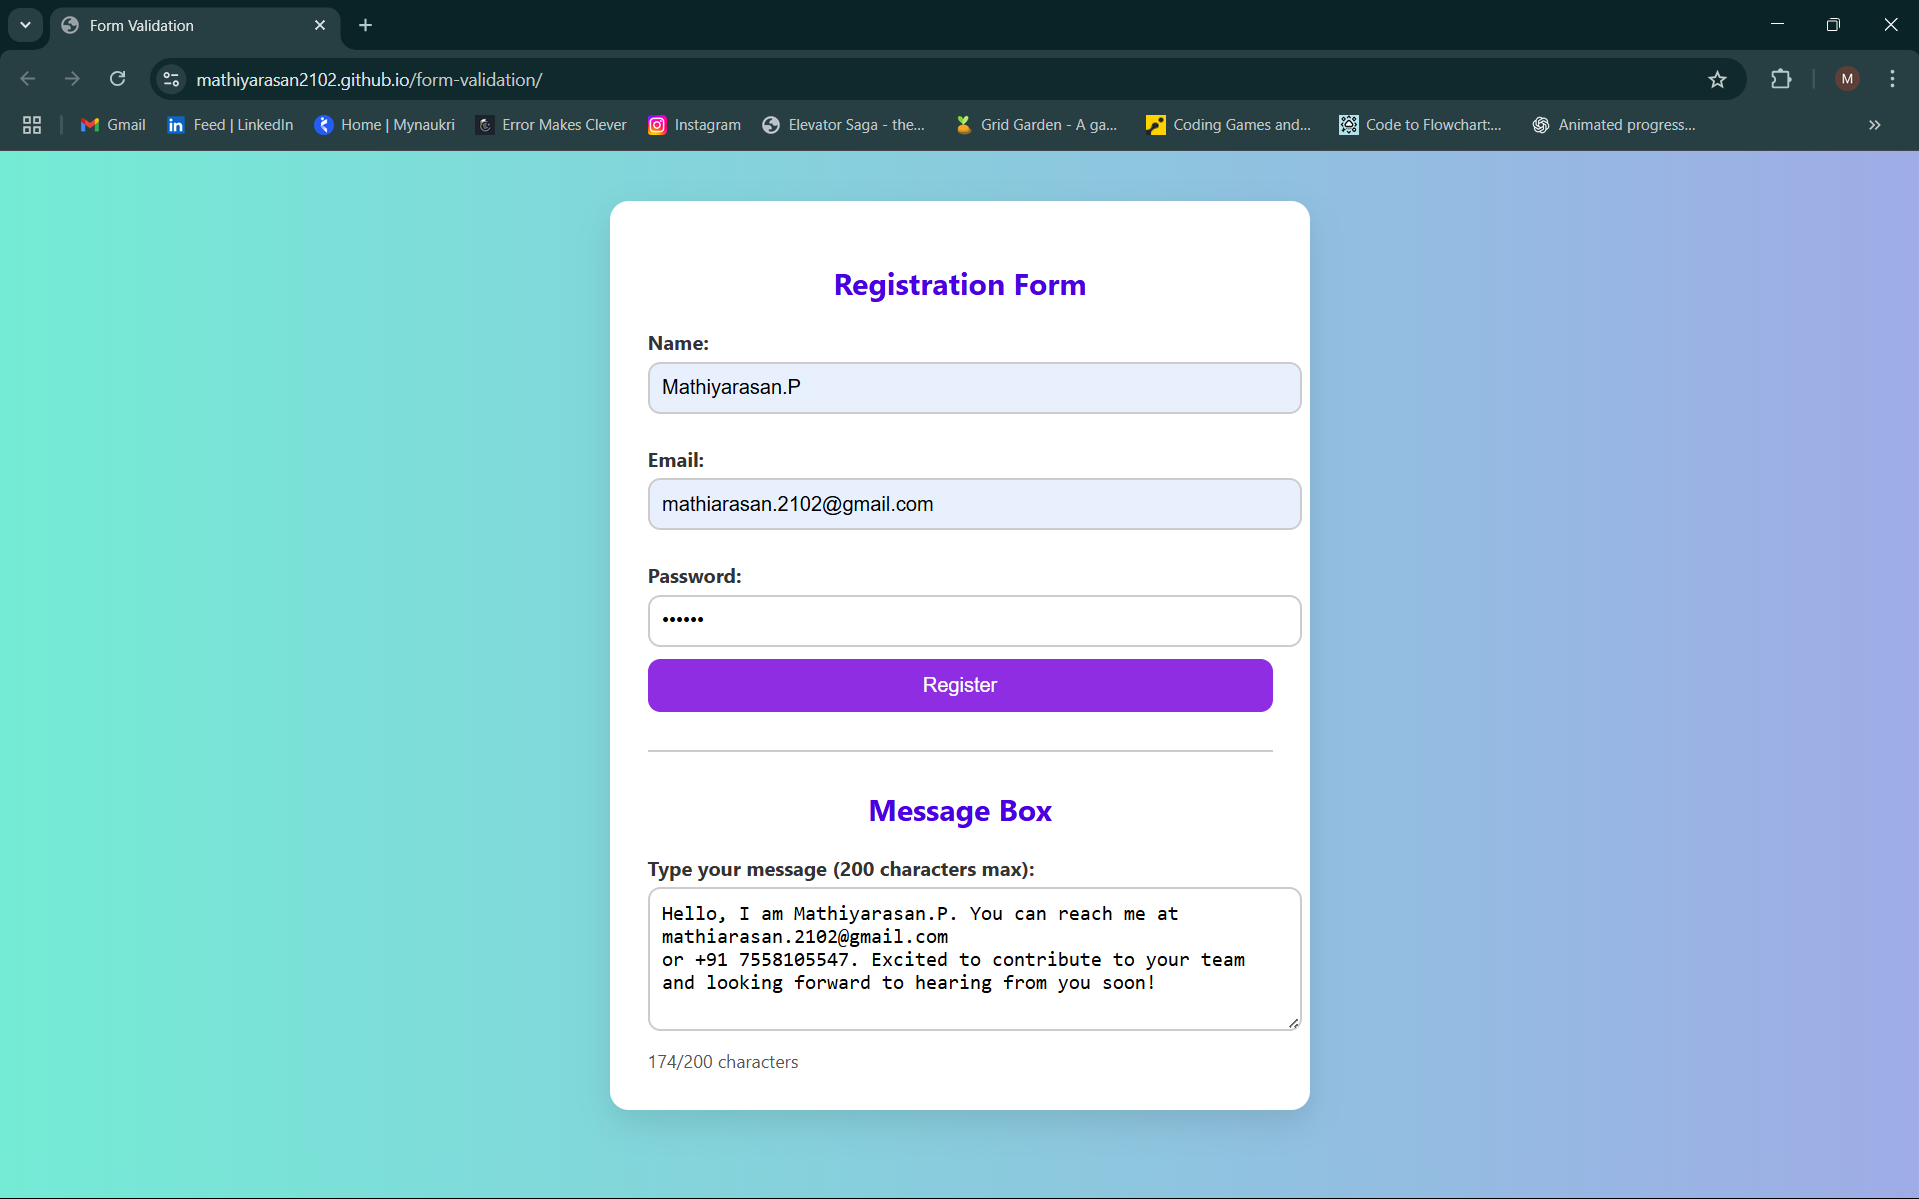 Form Validation
mathiyarasan2102.github.io/form-validation/
M
Gmail
Feed | LinkedIn
Home | Mynaukri
Error Makes Clever
Instagram
Elevator Saga - the...
Grid Garden - A ga...
Coding Games and...
Code to Flowchart:...
Animated progress...
Registration Form
Name:
Mathiyarasan.P
Email:
mathiarasan.2102@gmail.com
Password:
••••••
Register
Message Box
Type your message (200 characters max):
Hello, I am Mathiyarasan.P. You can reach me at
mathiarasan.2102@gmail.com
or +91 7558105547. Excited to contribute to your team
and looking forward to hearing from you soon!
174/200 characters